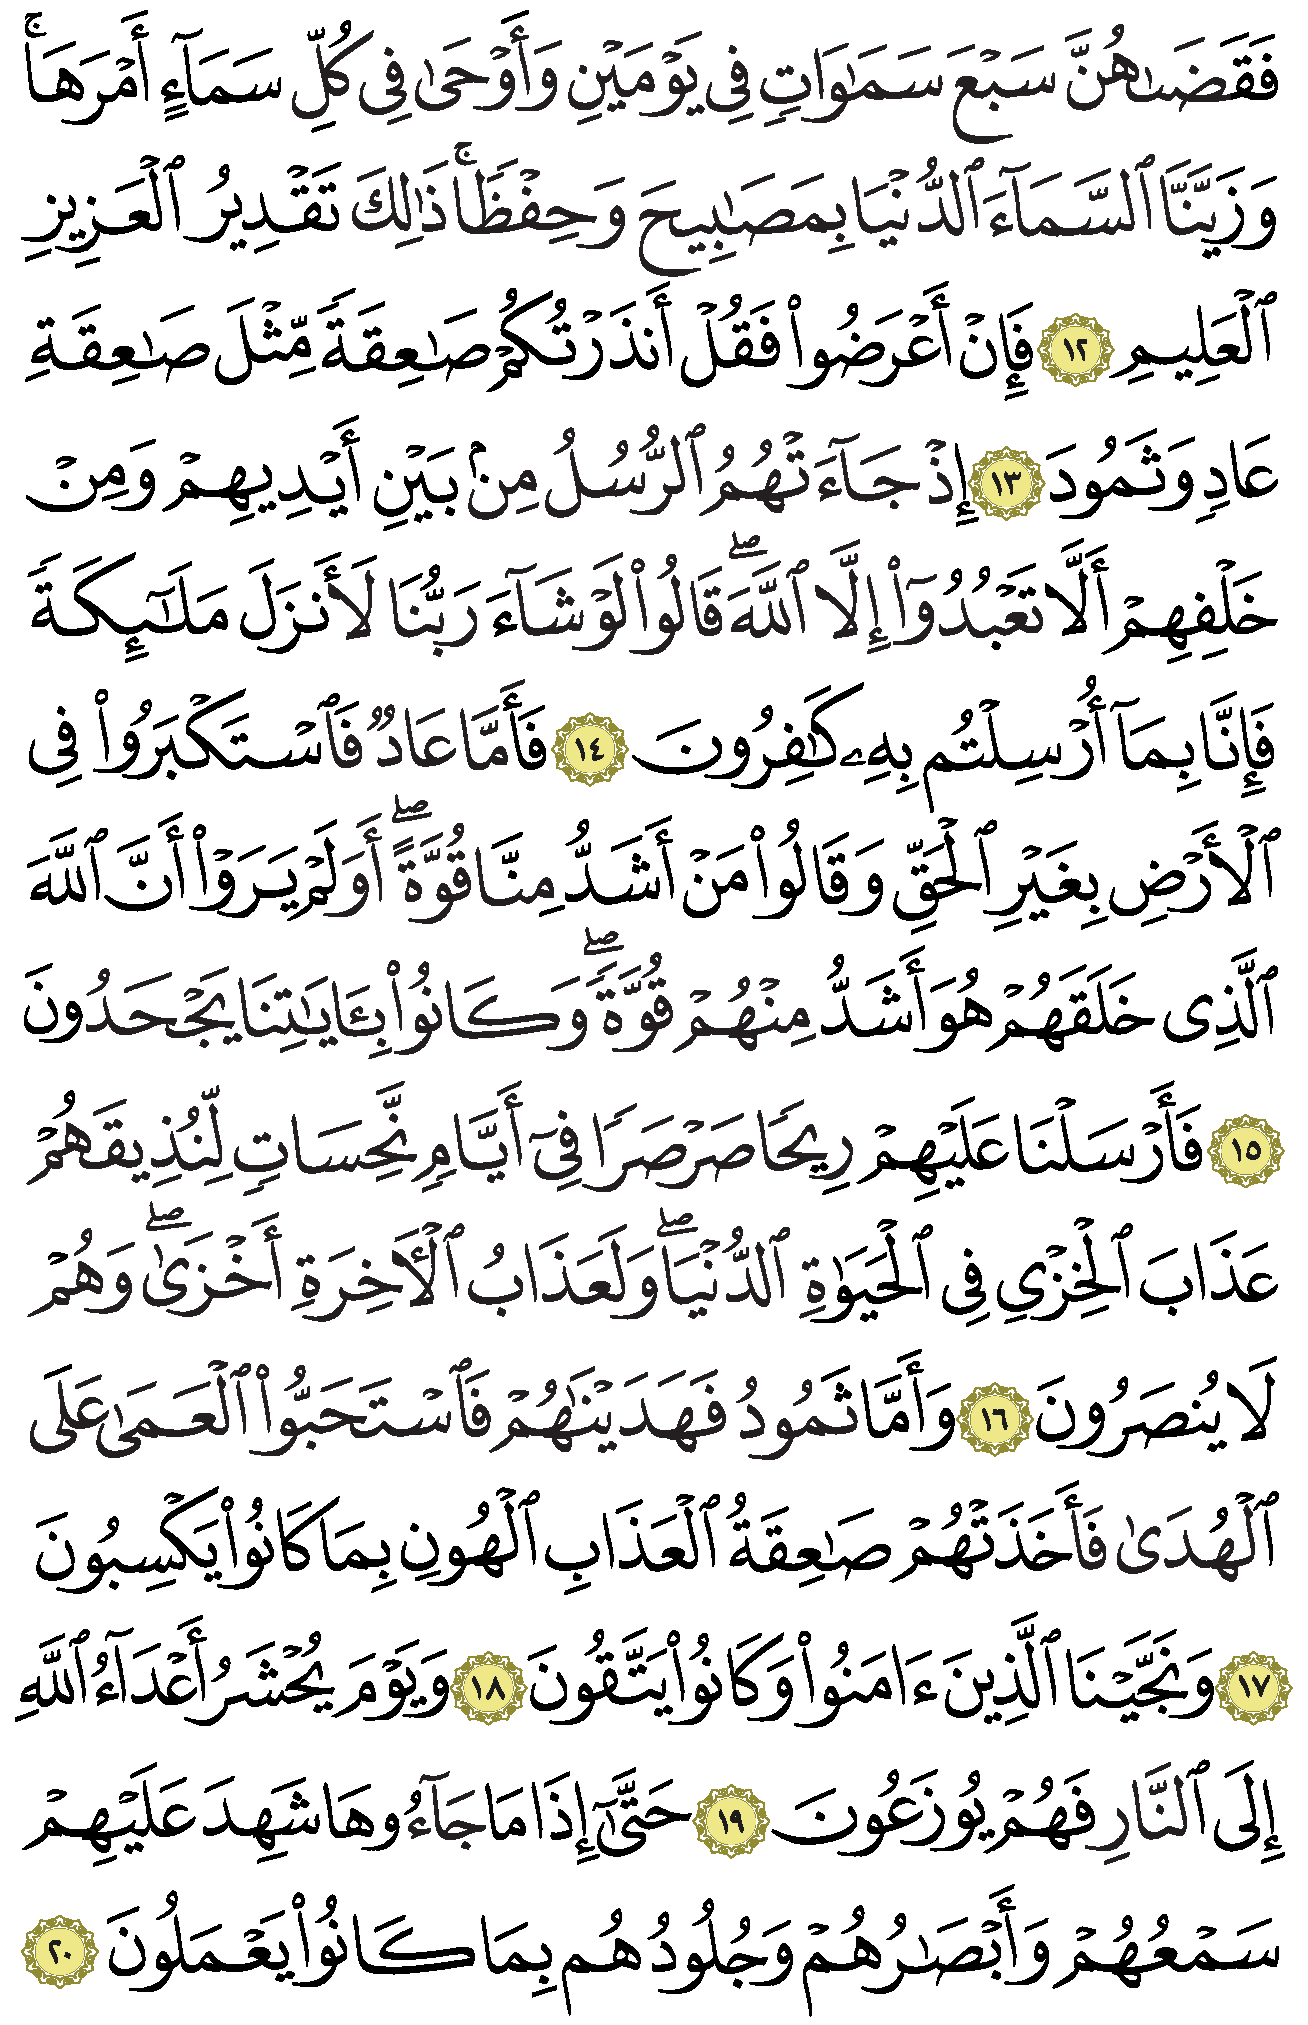 فَقَضَىٰهُنَّ سَبْعَ سَمَٰوَاتٍ فِي يَوْمَيْنِ وَأَوْحَىٰ فِي كُلِّ سَمَآءٍ أَمْرَهَاۚ
وَزَيَّنَّا ٱلسَّمَآءَ ٱلدُّنْيَا بِمَصَٰبِيحَ وَحِفْظًاۚ ذَٰلِكَ تَقْدِيرُ ٱلْعَزِيزِ
ٱلْعَلِيمِ ١٢ فَإِنْ أَعْرَضُوا۟ فَقُلْ أَنذَرْتُكُمْ صَٰعِقَةً مِّثْلَ صَٰعِقَةِ
عَادٍ وَثَمُودَ ١٣ إِذْ جَآءَتْهُمُ ٱلرُّسُلُ مِنۢ بَيْنِ أَيْدِيهِمْ وَمِنْ
خَلْفِهِمْ أَلَّا تَعْبُدُوٓا۟ إِلَّا ٱللَّهَۖ قَالُوا۟ لَوْ شَآءَ رَبُّنَا لَأَنزَلَ مَلَٰٓئِكَةً
فَإِنَّا بِمَآ أُرْسِلْتُم بِهِۦ كَٰفِرُونَ ١٤ فَأَمَّا عَادٌ فَٱسْتَكْبَرُوا۟ فِى
ٱلْأَرْضِ بِغَيْرِ ٱلْحَقِّ وَقَالُوا۟ مَنْ أَشَدُّ مِنَّا قُوَّةًۖ أَوَلَمْ يَرَوْا۟ أَنَّ ٱللَّهَ
ٱلَّذِى خَلَقَهُمْ هُوَ أَشَدُّ مِنْهُمْ قُوَّةًۖ وَكَانُوا۟ بِـَٔايَٰتِنَا يَجْحَدُونَ
١٥ فَأَرْسَلْنَا عَلَيْهِمْ رِيحًا صَرْصَرًا فِىٓ أَيَّامٍ نَّحِسَاتٍ لِّنُذِيقَهُمْ
عَذَابَ ٱلْخِزْىِ فِى ٱلْحَيَوٰةِ ٱلدُّنْيَاۖ وَلَعَذَابُ ٱلْأَخِرَةِ أَخْزَىٰۖ وَهُمْ
لَا يُنصَرُونَ ١٦ وَأَمَّا ثَمُودُ فَهَدَيْنَٰهُمْ فَٱسْتَحَبُّوا۟ ٱلْعَمَىٰ عَلَى
ٱلْهُدَىٰ فَأَخَذَتْهُمْ صَٰعِقَةُ ٱلْعَذَابِ ٱلْهُونِ بِمَا كَانُوا۟ يَكْسِبُونَ
١٧ وَنَجَّيْنَا ٱلَّذِينَ ءَامَنُوا۟ وَكَانُوا۟ يَتَّقُونَ ١٨ وَيَوْمَ يُحْشَرُ أَعْدَآءُ ٱللَّهِ
إِلَى ٱلنَّارِ فَهُمْ يُوزَعُونَ ١٩ حَتَّىٰٓ إِذَا مَا جَآءُوهَا شَهِدَ عَلَيْهِمْ
سَمْعُهُمْ وَأَبْصَٰرُهُمْ وَجُلُودُهُم بِمَا كَانُوا۟ يَعْمَلُونَ ٢٠